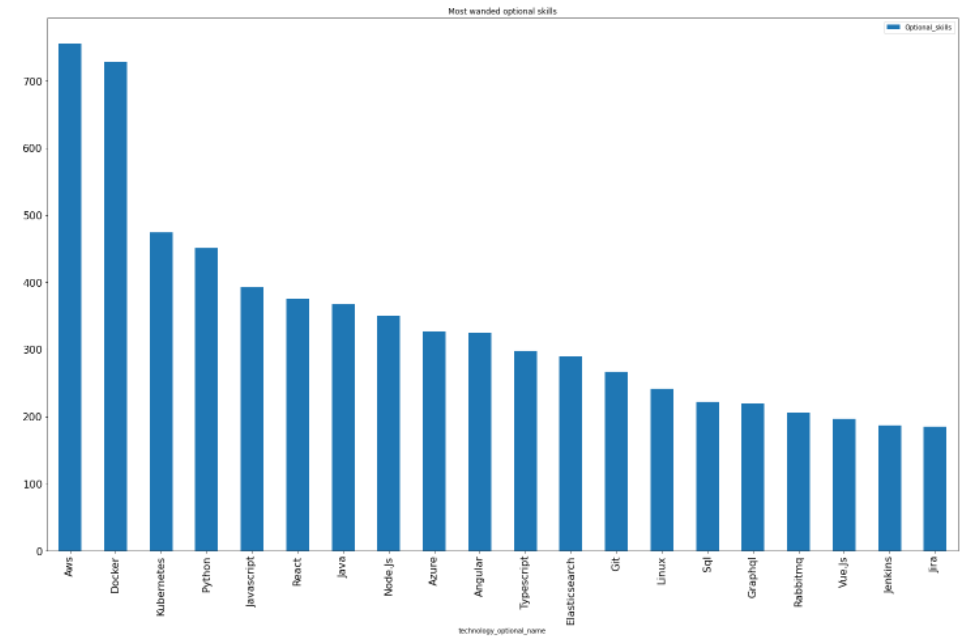 Most wanded optional skills
Optional_skills
700
600
500
400
300
200
100
0
Aws
Docker
Kubernetes
Python
Javascript
React
Java
Node.Js
Azure
Angular
Typescript
Elasticsearch
Git
Linux
Sql
Graphql
Rabbitmq
Vue.Js
Jenkins
Jira
technology_optional_name